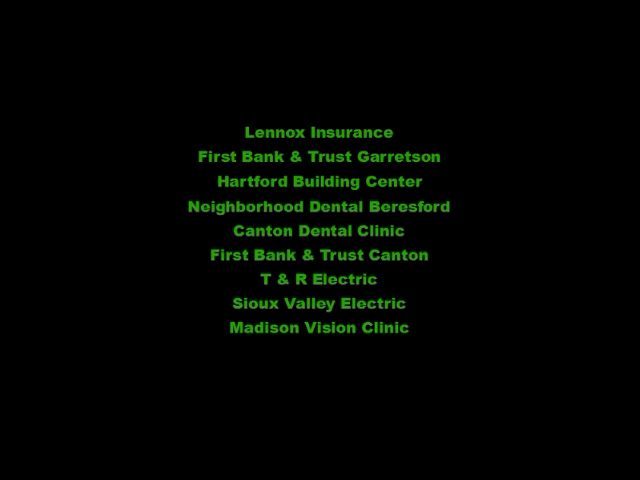 Lennox Insurance
First Bank & Trust Garretson
Hartford Building Center
Neighborhood Dental Beresford
Canton Dental Clinic
First Bank & Trust Canton
T & R Electric
Sioux Valley Electric
Madison Vision Clinic